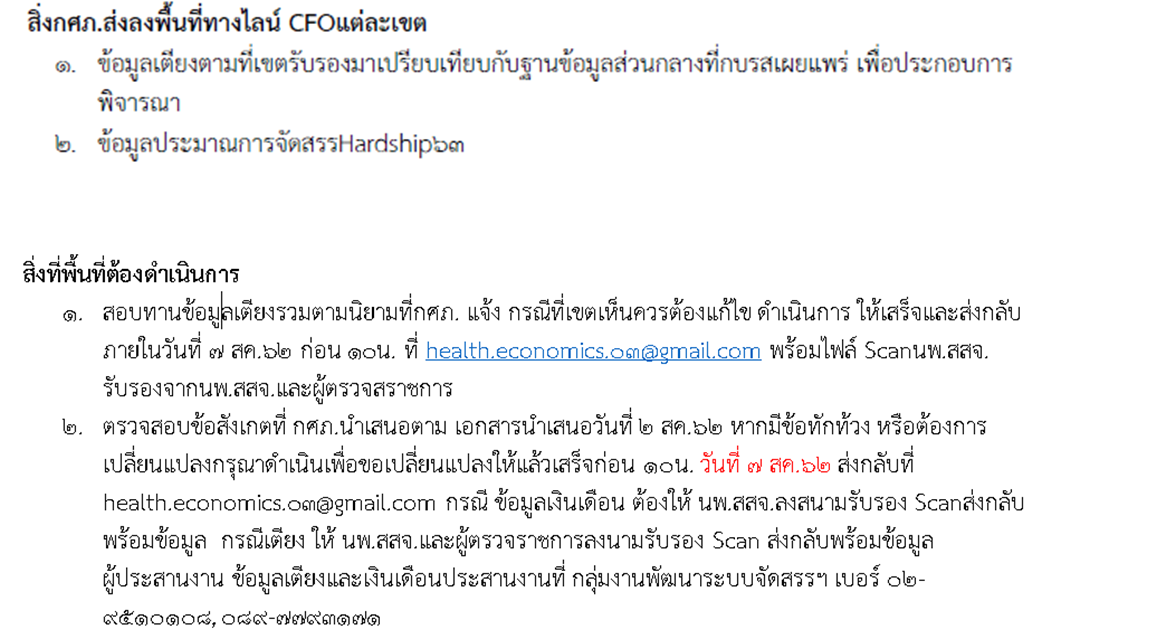 สิ่งกศภ.ส่งลงพื้นที่ทางไลน์ CFOแต่ละเขต
๑. ข้อมูลเตียงตามที่เขตรับรองมาเปรียบเทียบกับฐานข้อมูลส่วนกลางที่กบรสเผยแพร่ เพื่อประกอบการ
พิจารณา
๒. ข้อมูลประมาณการจัดสรรHardship๖๓
สิ่งที่พื้นที่ต้องดำเนินการ
๑. สอบทานข้อมูลเตียงรวมตามนิยามที่กศภ. แจ้ง กรณีที่เขตเห็นควรต้องแก้ไข ดำเนินการ ให้เสร็จและส่งกลับ
ภายในวันที่ ๗ สค.๖๒ ก่อน ๑๐น. ที่ health.economics.๐๓@gmail.com พร้อมไฟล์ Scanนพ.สสจ.
รับรองจากนพ.สสจ.และผู้ตรวจสราชการ
๒. ตรวจสอบข้อสังเกตที่ กศภ.นำเสนอตาม เอกสารนำเสนอวันที่ ๒ สค.๖๒ หากมีข้อทักท้วง หรือต้องการ
เปลี่ยนแปลงกรุณาดำเนินเพื่อขอเปลี่ยนแปลงให้แล้วเสร็จก่อน ๑๐น. วันที่ ๗ สค.๖๒ ส่งกลับที่
health.economics.๐๓@gmail.com กรณี ข้อมูลเงินเดือน ต้องให้ นพ.สสจ.ลงสนามรับรอง Scanส่งกลับ
พร้อมข้อมูล กรณีเตียง ให้ นพ.สสจ.และผู้ตรวจราชการลงนามรับรอง Scan ส่งกลับพร้อมข้อมูล
ผู้ประสานงาน ข้อมูลเตียงและเงินเดือนประสานงานที่ กลุ่มงานพัฒนาระบบจัดสรรฯ เบอร์ ๐๒-
๙๕๑๐๑๐๘, ๐๘๙-๗๗๙๓๑๗๑